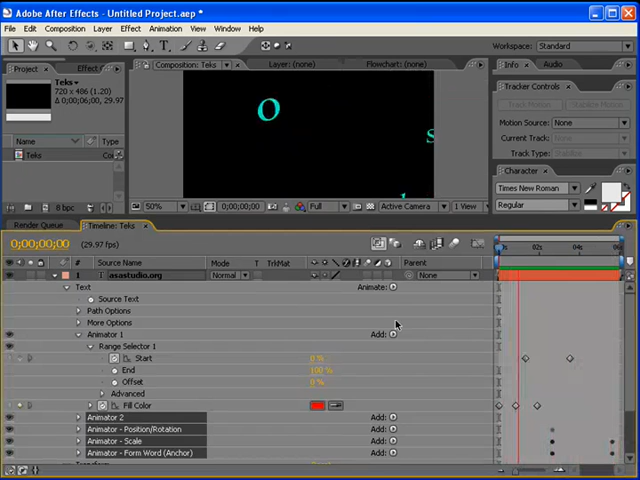 Adobe After Effects - Untitled Project.aep *
File Edit Composition Layer Effect Animation View Window Help
Workspace: Standard
Project Effect C
Composition: Teks Layer: (none) Flowchart: (none)
Info Audio
Teks
720 x 486 (1.20)
Δ 0;00;06;00, 29.97
O
s
Tracker Controls
Track Motion Stabilize Motion
Motion Source: None
Current Track: None
Track Type: Stabilize
Name
Teks Co
Character
Times New Roman
Regular
8 bpc
50% 0;00;00;00 Full Active Camera 1 View
Render Queue Timeline: Teks
0;00;00;00 (29.97 fps)
0s 02s 04s
# Source Name Mode T TrkMat Parent
1 T asastudio.org Normal None
Text Animate:
Source Text
Path Options
More Options
Animator 1 Add:
Range Selector 1
Start 0 %
End 100 %
Offset 0 %
Advanced
Fill Color
Animator 2 Add:
Animator - Position/Rotation Add:
Animator - Scale Add:
Animator - Form Word (Anchor) Add: